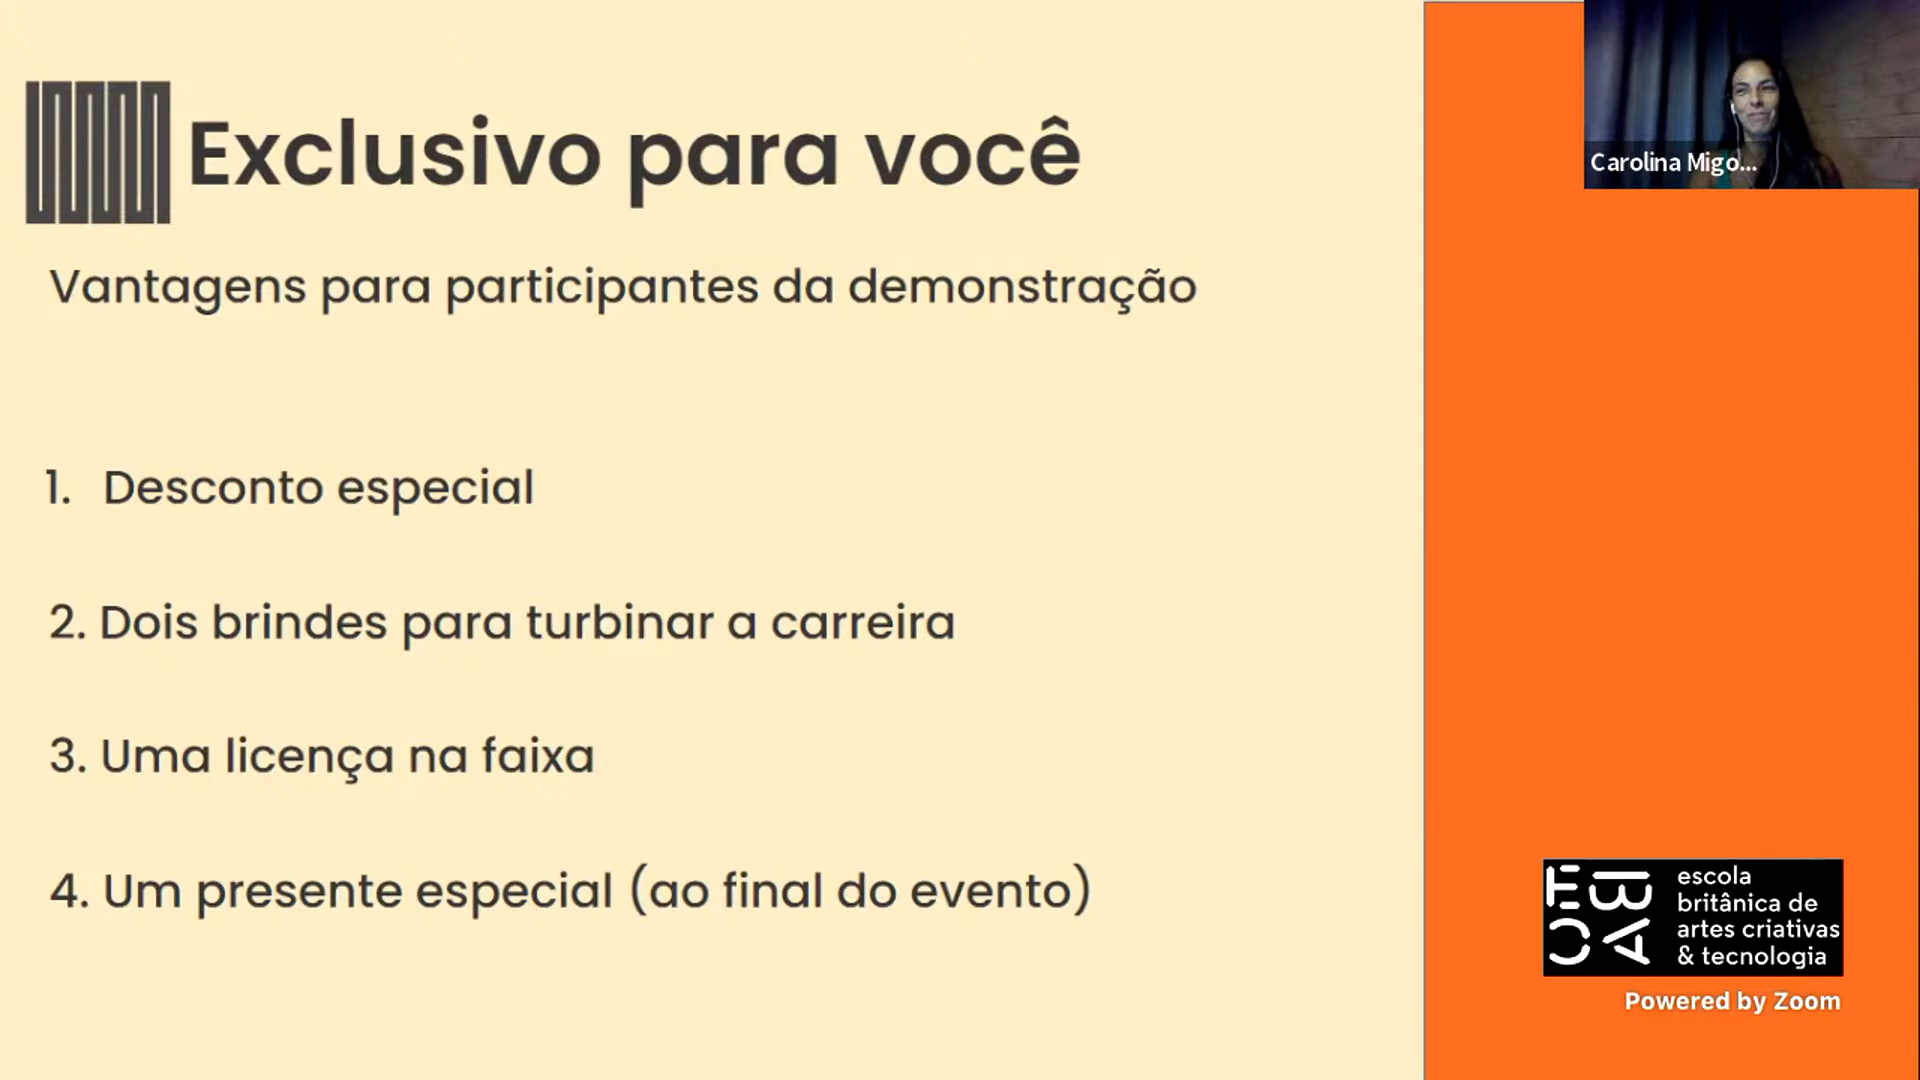 Exclusivo para você
Carolina Migo...
Vantagens para participantes da demonstração
1. Desconto especial
2. Dois brindes para turbinar a carreira
3. Uma licença na faixa
4. Um presente especial (ao final do evento)
EBAC
escola
britânica de
artes criativas
& tecnologia
Powered by Zoom